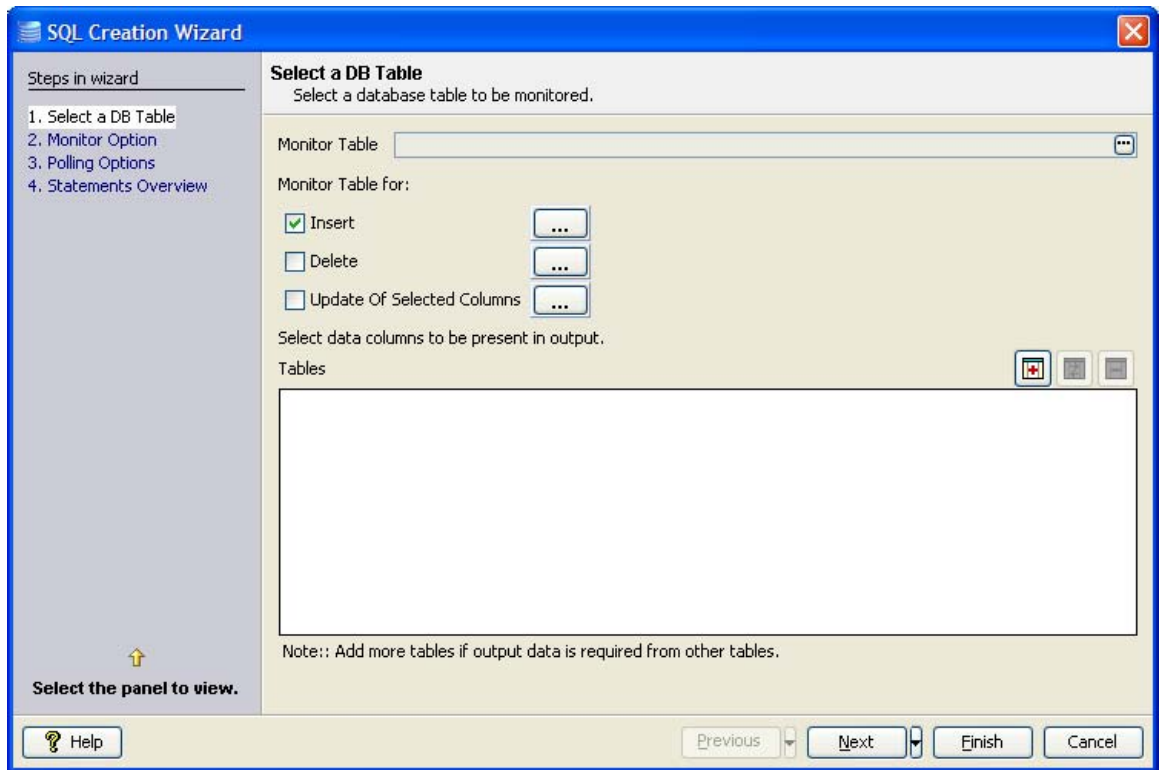 SQL Creation Wizard
Steps in wizard
1. Select a DB Table
2. Monitor Option
3. Polling Options
4. Statements Overview
Select the panel to view.
Select a DB Table
Select a database table to be monitored.
Monitor Table
...
Monitor Table for:
Insert ...
Delete ...
Update Of Selected Columns ...
Select data columns to be present in output.
Tables
Note:: Add more tables if output data is required from other tables.
Help Previous Next Finish Cancel